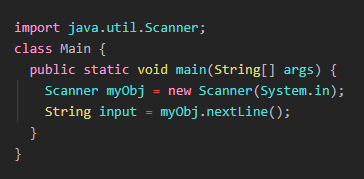 import java.util.Scanner;
class Main {
  public static void main(String[] args) {
    Scanner myObj = new Scanner(System.in);
    String input = myObj.nextLine();
  }
}